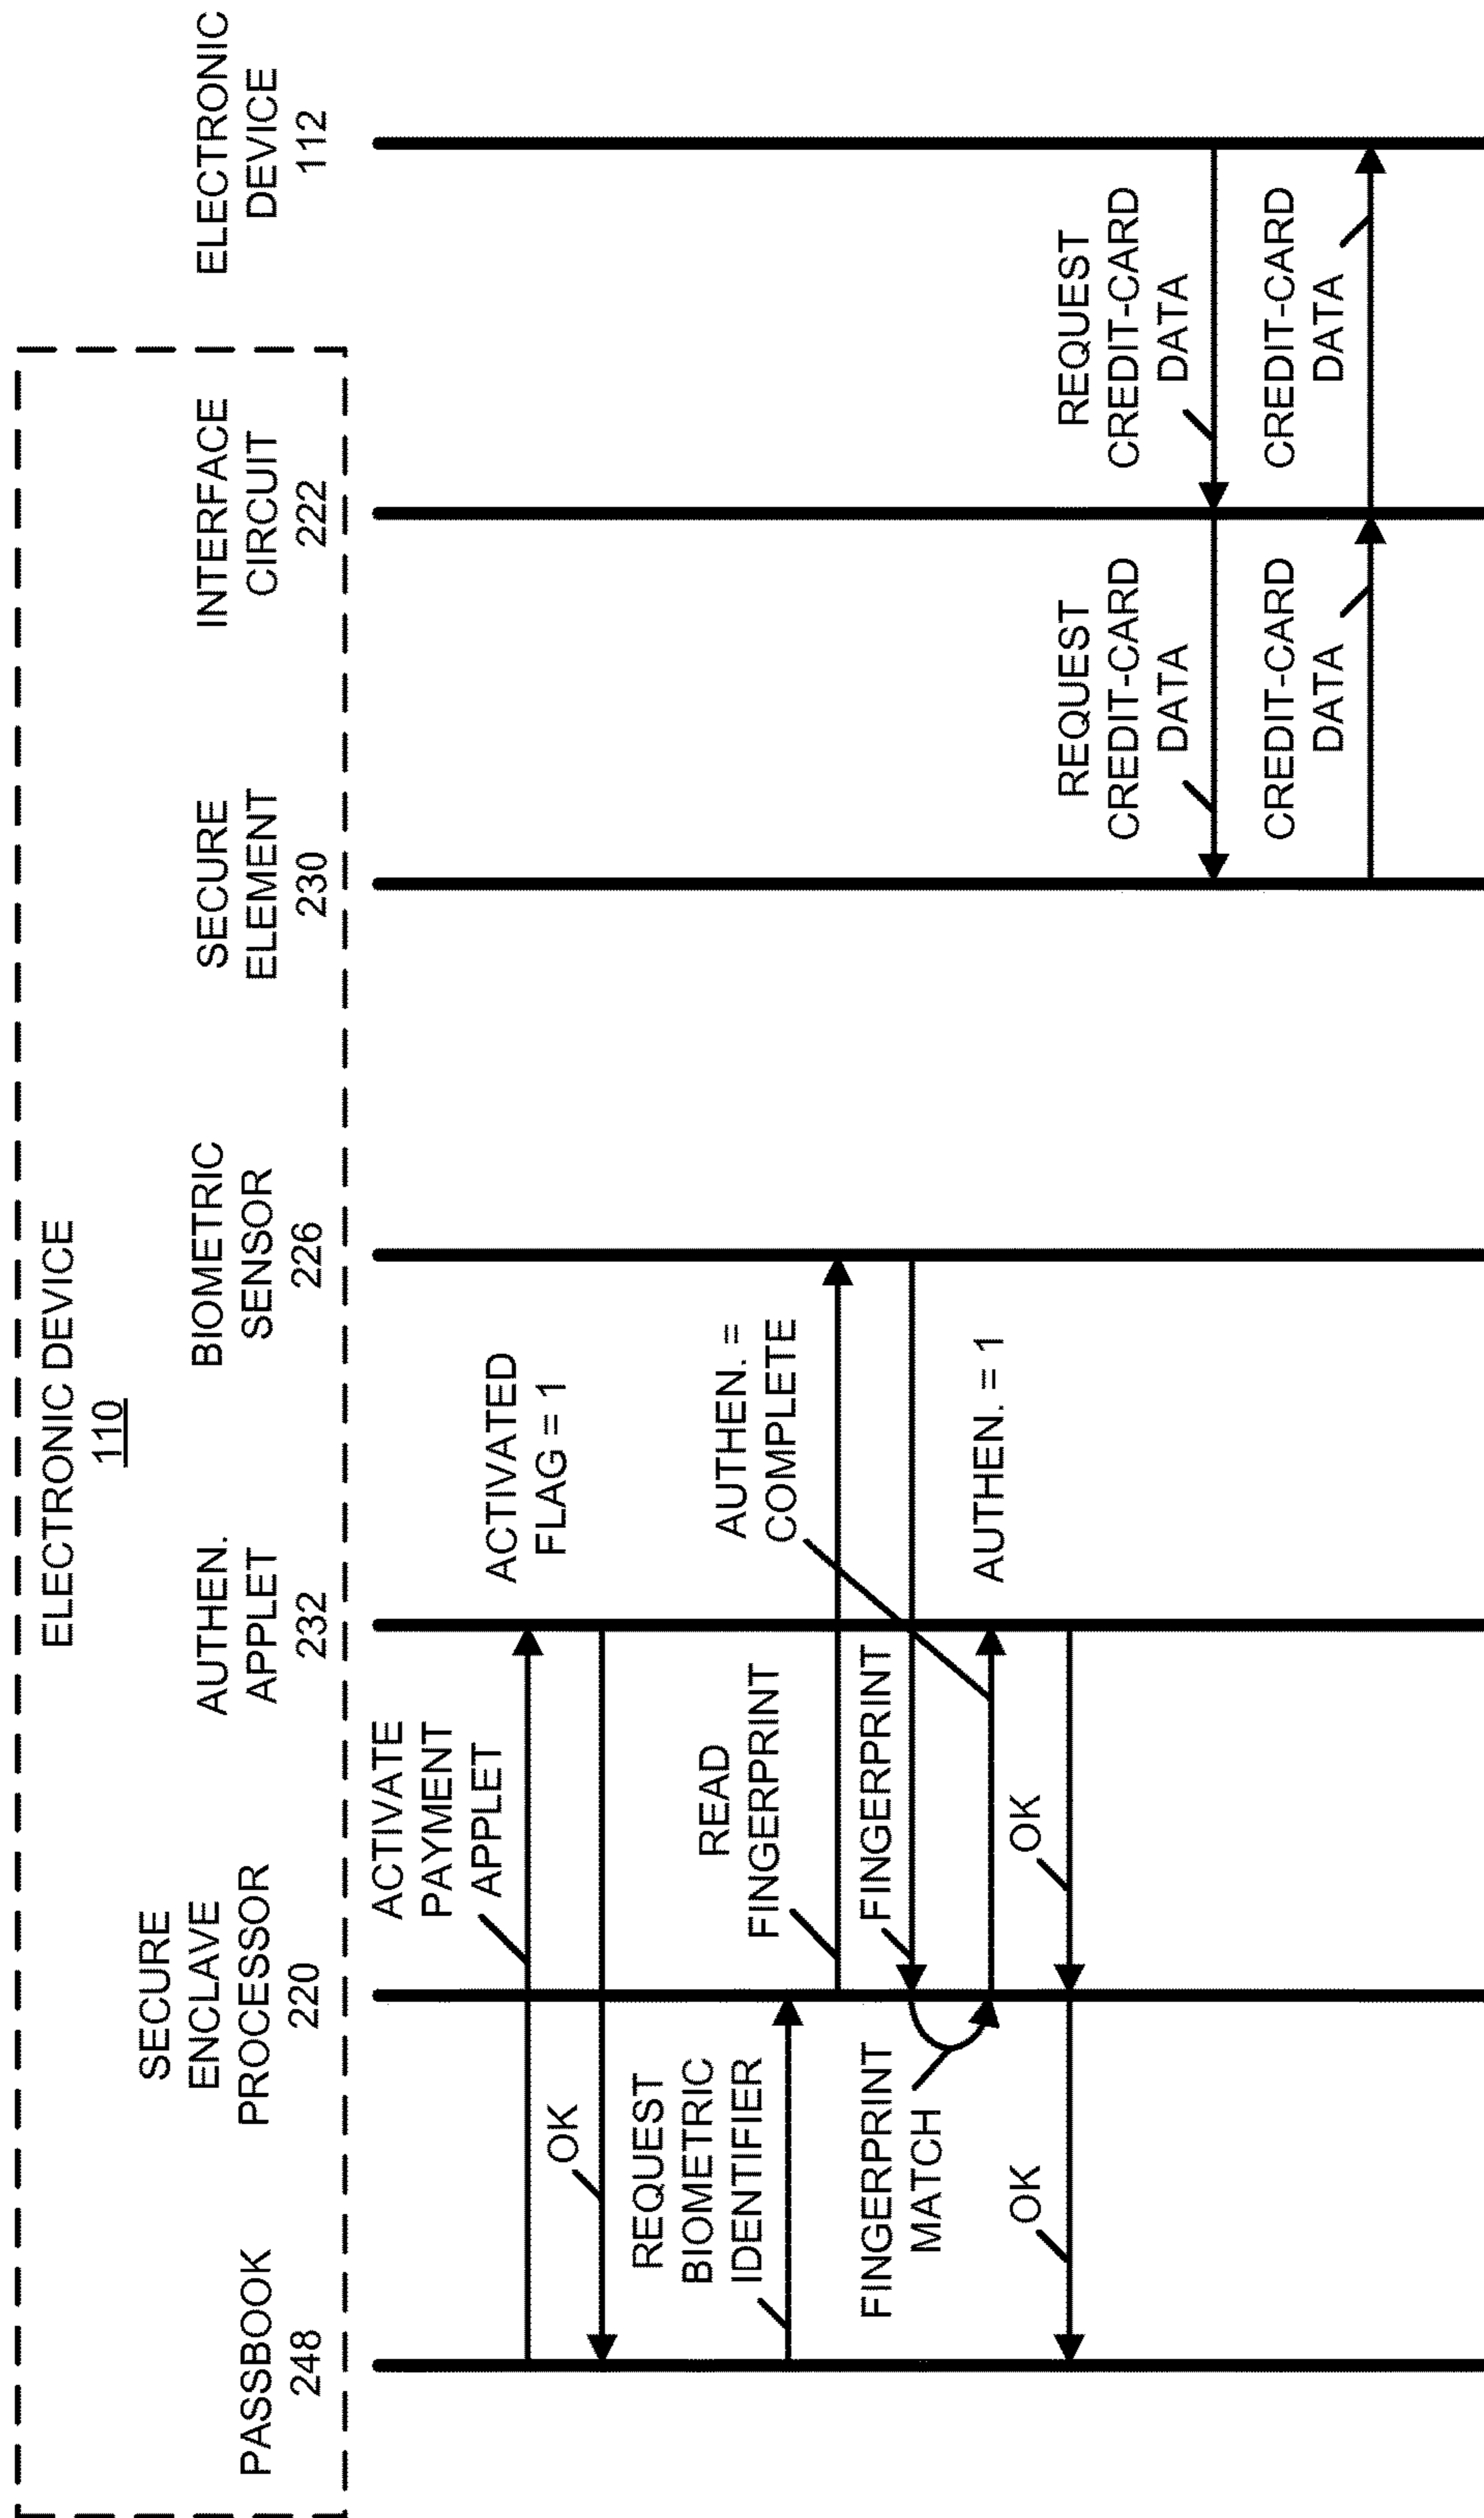 ELECTRONIC DEVICE
110
PASSBOOK
248
SECURE
ENCLAVE
PROCESSOR
220
AUTHEN.
APPLET
232
BIOMETRIC
SENSOR
226
SECURE
ELEMENT
230
INTERFACE
CIRCUIT
222
ELECTRONIC
DEVICE
112
ACTIVATE
PAYMENT
APPLET
ACTIVATED
FLAG = 1
OK
REQUEST
BIOMETRIC
IDENTIFIER
READ
FINGERPRINT
AUTHEN. =
COMPLETE
FINGERPRINT
FINGERPRINT
MATCH
AUTHEN. = 1
OK
OK
REQUEST
CREDIT-CARD
DATA
REQUEST
CREDIT-CARD
DATA
CREDIT-CARD
DATA
CREDIT-CARD
DATA